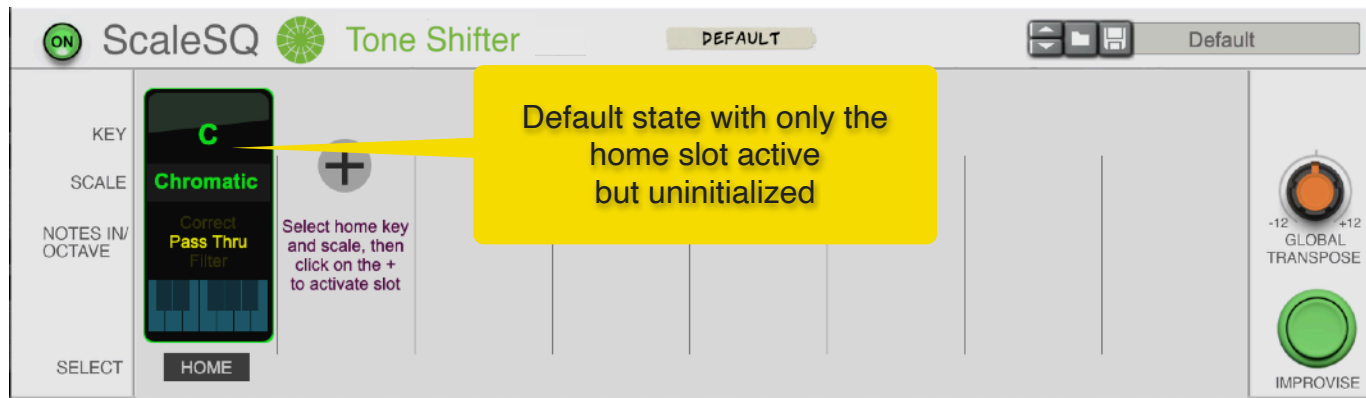 ON ScaleSQ Tone Shifter DEFAULT Default
KEY
C
SCALE
Chromatic
NOTES IN/
OCTAVE
Correct
Pass Thru
Filter
SELECT
HOME
Select home key
and scale, then
click on the +
to activate slot
Default state with only the
home slot active
but uninitialized
-12 +12
GLOBAL
TRANSPOSE
IMPROVISE